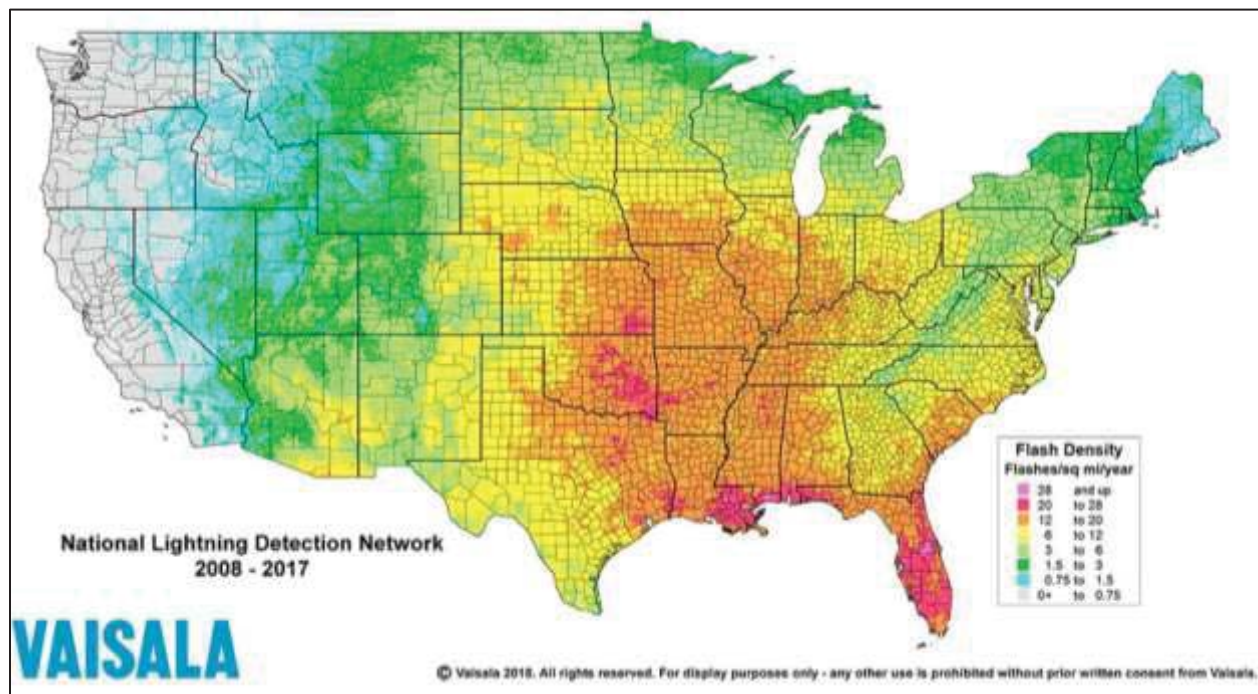 Flash Density
Flashes/sq mi/year
28 and up
20 to 28
12 to 20
6 to 12
3 to 6
1.5 to 3
0.75 to 1.5
0+ to 0.75
National Lightning Detection Network
2008 - 2017
VAISALA
© Vaisala 2018. All rights reserved. For display purposes only - any other use is prohibited without prior written consent from Vaisala.